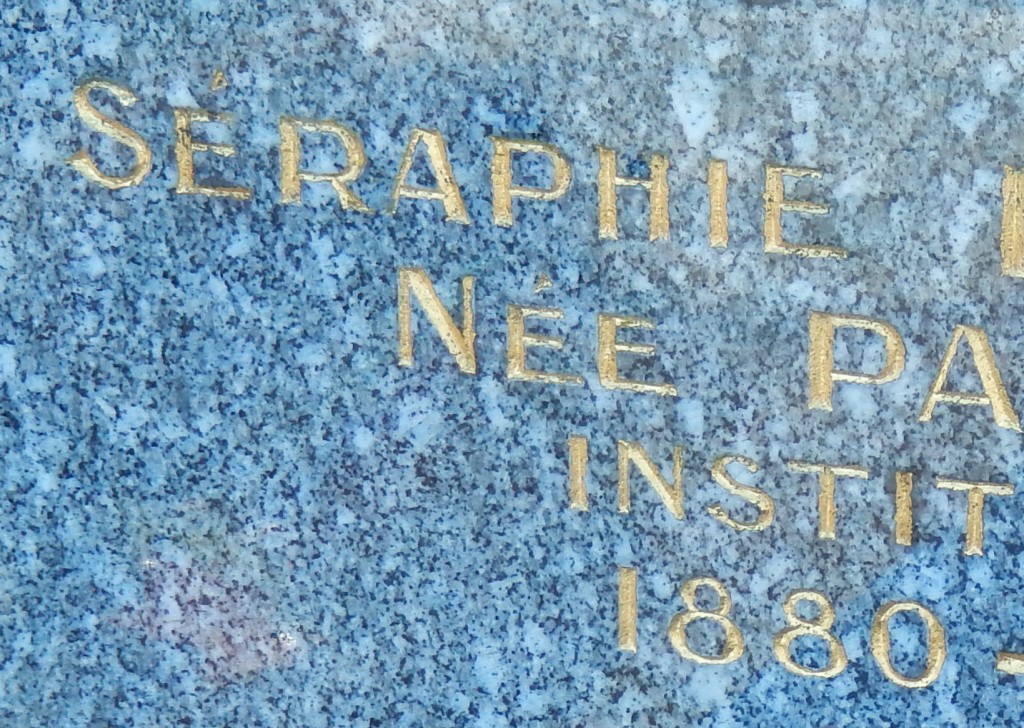 SÉRAPHIE
NÉE PA
INSTIT
1880 -